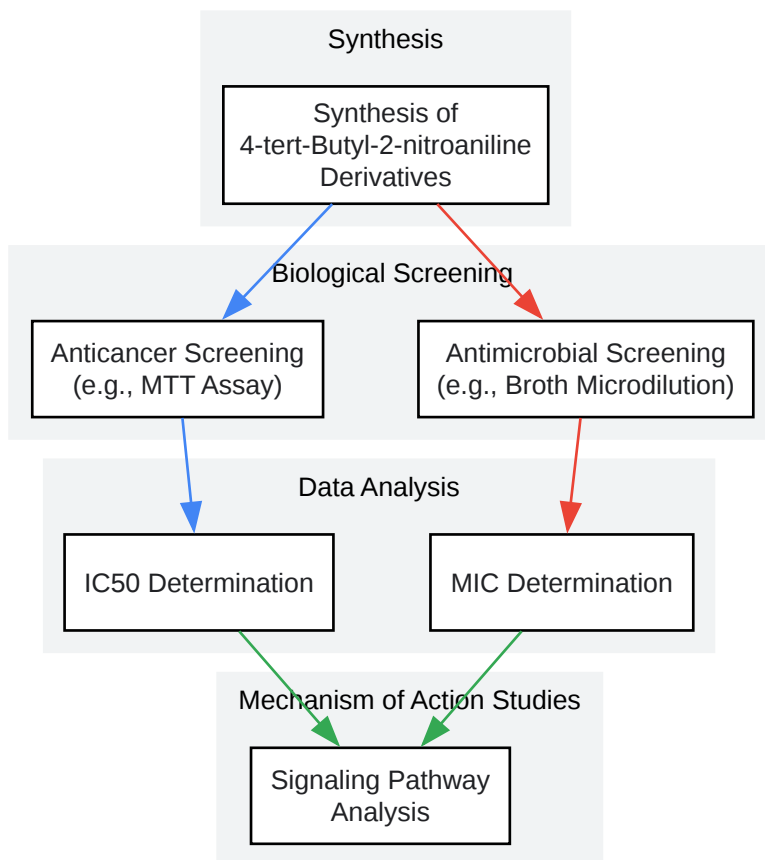 Synthesis
Synthesis of
4-tert-Butyl-2-nitroaniline
Derivatives
Biological Screening
Anticancer Screening
(e.g., MTT Assay)
Antimicrobial Screening
(e.g., Broth Microdilution)
Data Analysis
IC50 Determination
MIC Determination
Mechanism of Action Studies
Signaling Pathway
Analysis